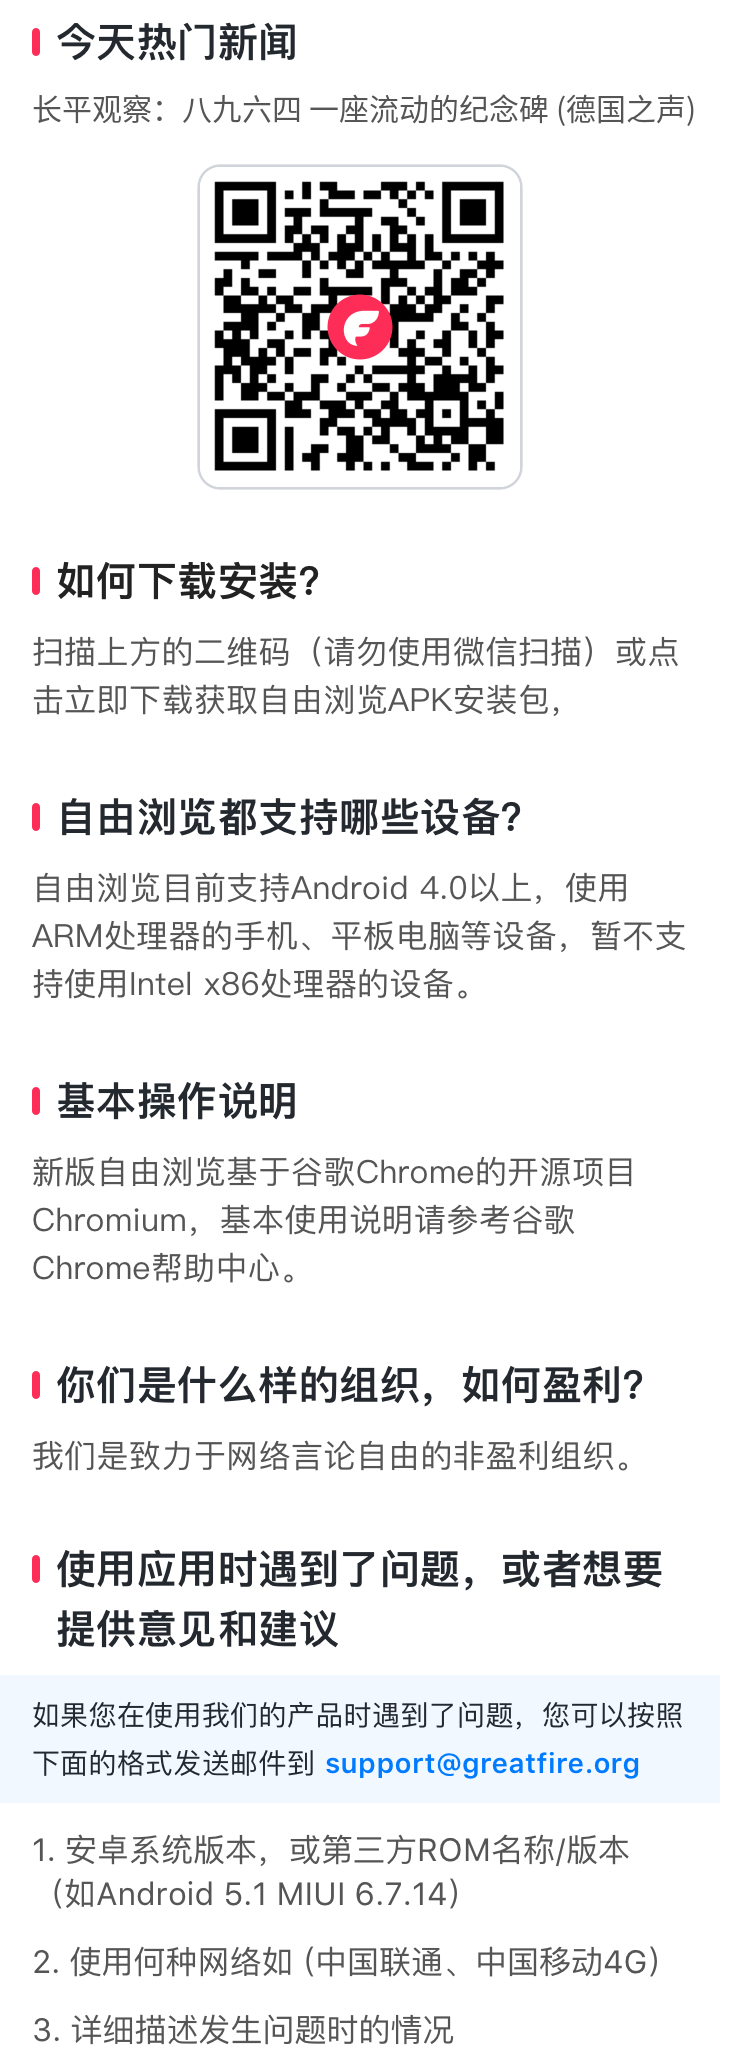 今天热门新闻
长平观察：八九六四 一座流动的纪念碑 (德国之声)
如何下载安装?
扫描上方的二维码（请勿使用微信扫描）或点
击立即下载获取自由浏览APK安装包，
自由浏览都支持哪些设备?
自由浏览目前支持Android 4.0以上，使用
ARM处理器的手机、平板电脑等设备，暂不支
持使用Intel x86处理器的设备。
基本操作说明
新版自由浏览基于谷歌Chrome的开源项目
Chromium，基本使用说明请参考谷歌
Chrome帮助中心。
你们是什么样的组织，如何盈利?
我们是致力于网络言论自由的非盈利组织。
使用应用时遇到了问题，或者想要
提供意见和建议
如果您在使用我们的产品时遇到了问题，您可以按照
下面的格式发送邮件到 support@greatfire.org
1. 安卓系统版本，或第三方ROM名称/版本
（如Android 5.1 MIUI 6.7.14）
2. 使用何种网络如 (中国联通、中国移动4G）
3. 详细描述发生问题时的情况